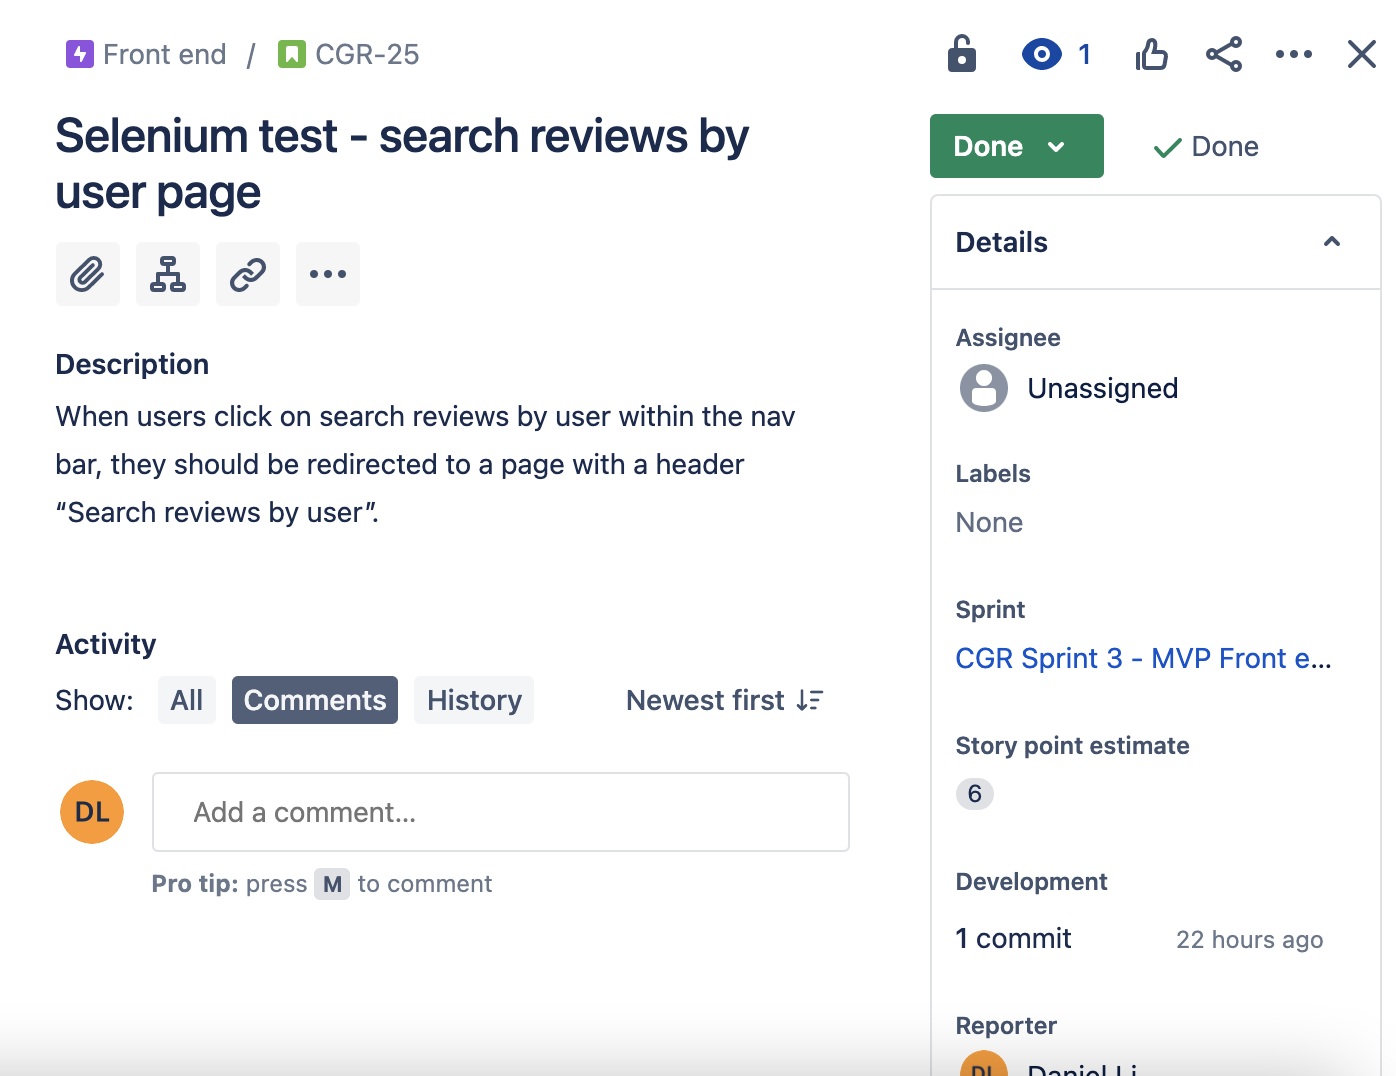 Front end / CGR-25
1
Selenium test - search reviews by
user page
Done
Done
Details
Description
When users click on search reviews by user within the nav
bar, they should be redirected to a page with a header
“Search reviews by user”.
Assignee
Unassigned
Labels
None
Sprint
CGR Sprint 3 - MVP Front e...
Activity
Show: All Comments History Newest first
Story point estimate
6
DL
Add a comment...
Pro tip: press M to comment
Development
1 commit 22 hours ago
Reporter
DL Daniel Li